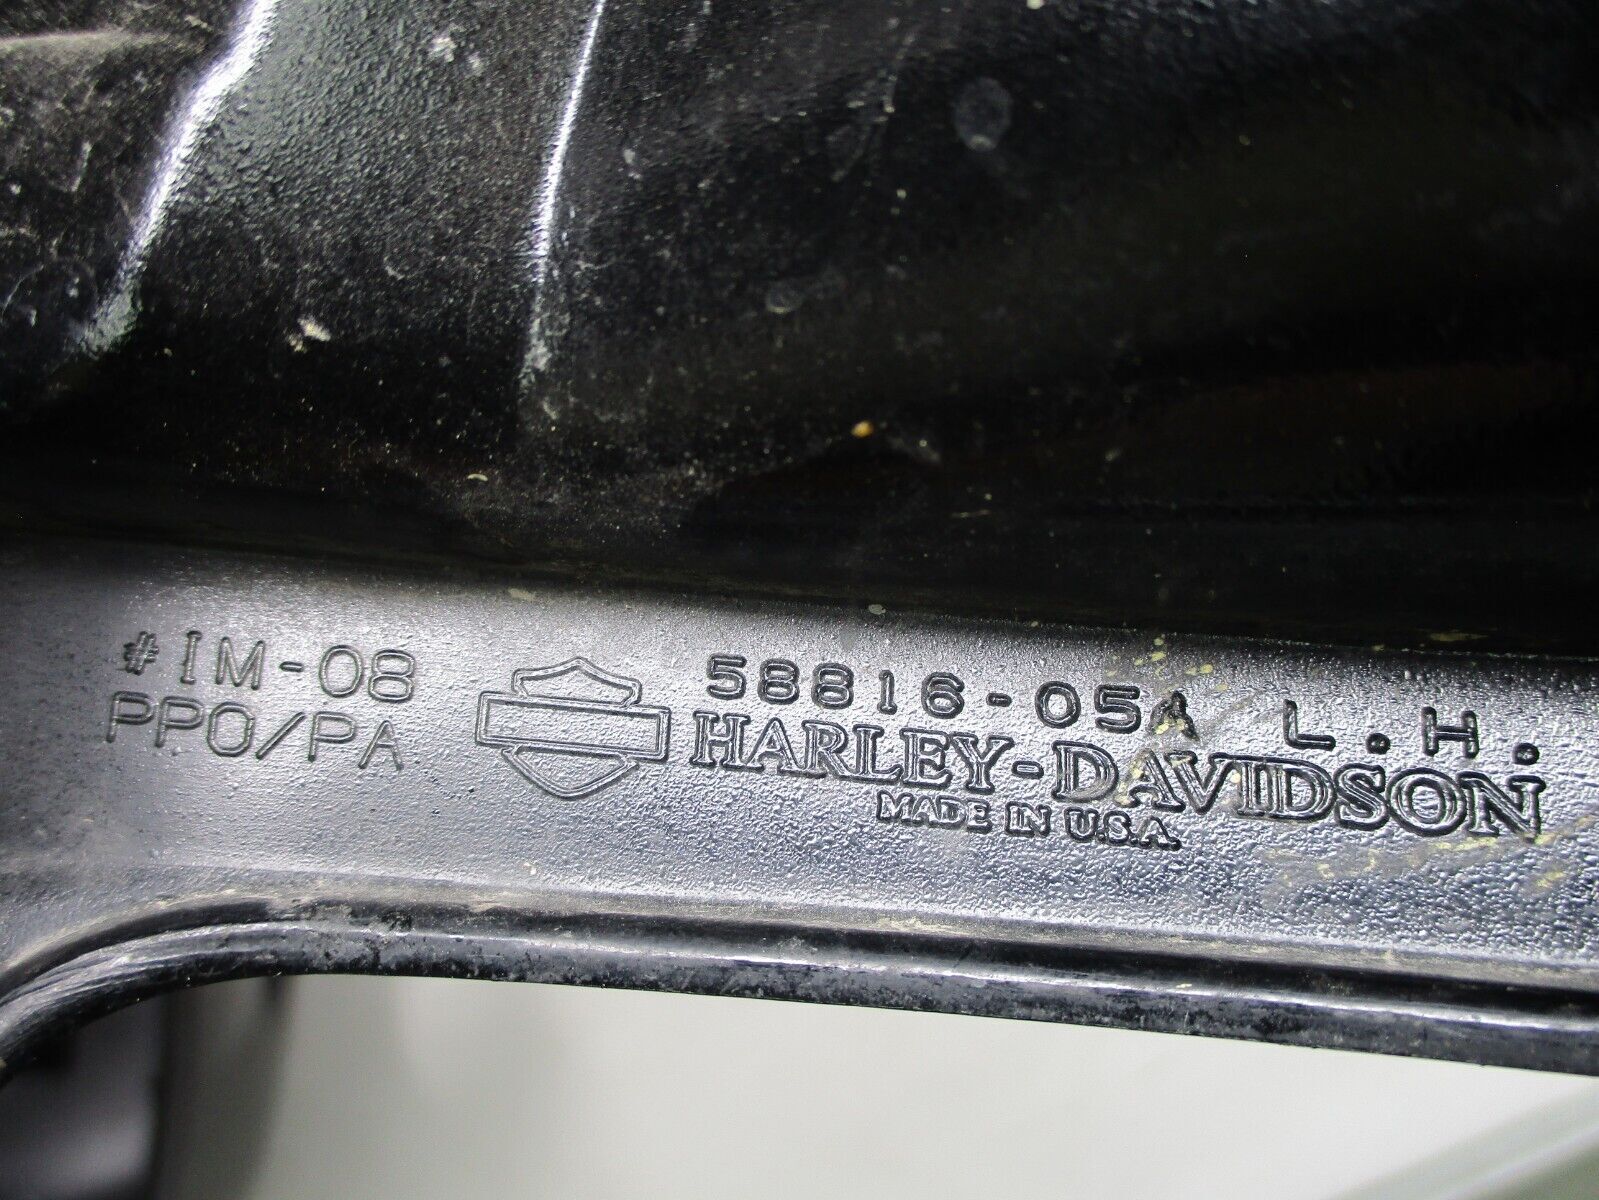 #IM-08
PPO/PA
58816-05A L.H.
HARLEY-DAVIDSON
MADE IN U.S.A.